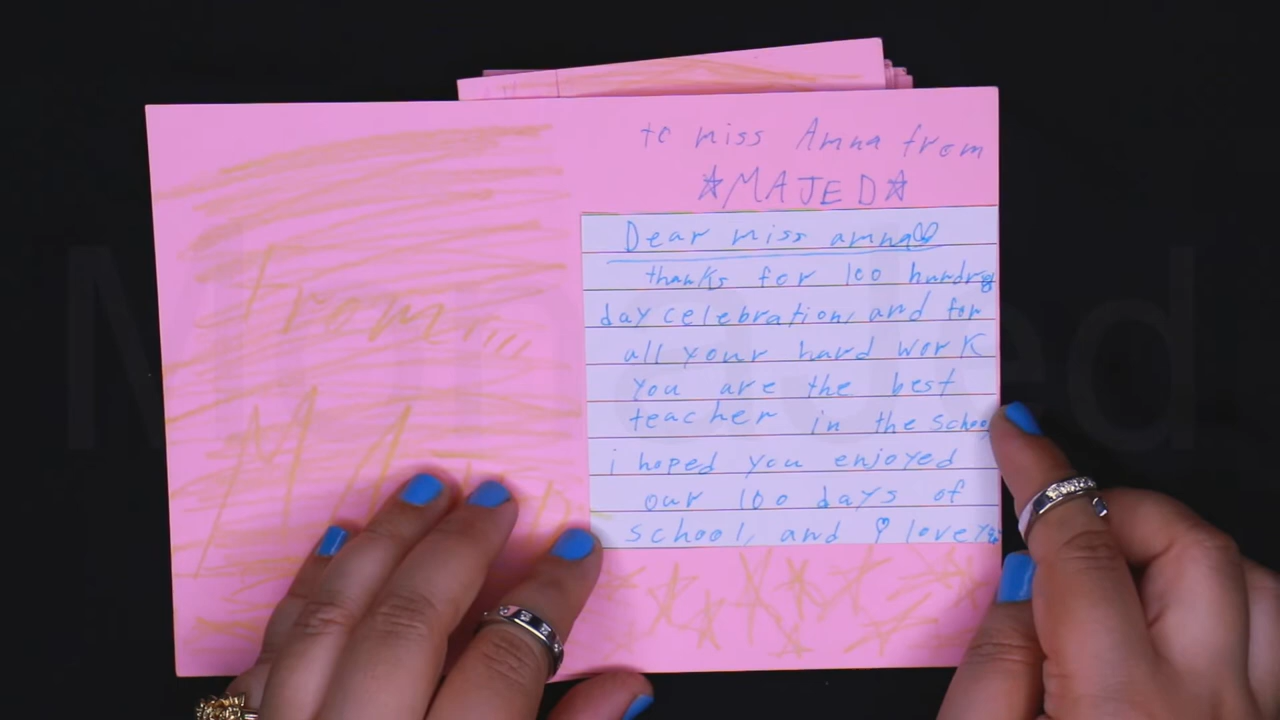 to miss Amna from
☆MAJED☆
Dear miss amna♡
thanks for 100 hundred
day celebration, and for
all your hard work
you are the best
teacher in the school
i hoped you enjoyed
our 100 days of
school, and I love you
From,,,,